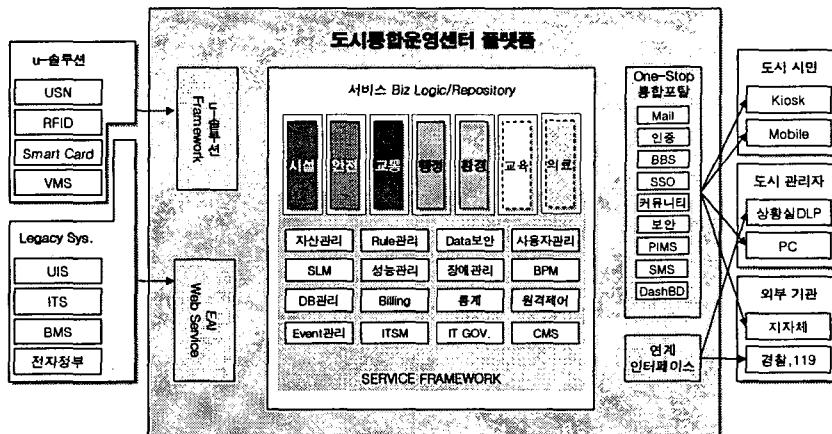 도시통합운영센터 플랫폼
u-솔루션
USN
RFID
Smart Card
VMS
Legacy Sys.
UIS
ITS
BMS
전자정부
u-솔루션
Framework
EAI
Web Service
서비스 Biz Logic/Repository
시설
안전
교통
행정
환경
교육
의료
자산관리
Rule관리
Data보안
사용자관리
SLM
성능관리
장애관리
BPM
DB관리
Billing
통계
원격제어
Event관리
ITSM
IT GOV.
CMS
SERVICE FRAMEWORK
One-Stop
통합포탈
Mail
인증
BBS
SSO
커뮤니티
보안
PIMS
SMS
DashBD
연계
인터페이스
도시 시민
Kiosk
Mobile
도시 관리자
상황실DLP
PC
외부 기관
지자체
경찰,119